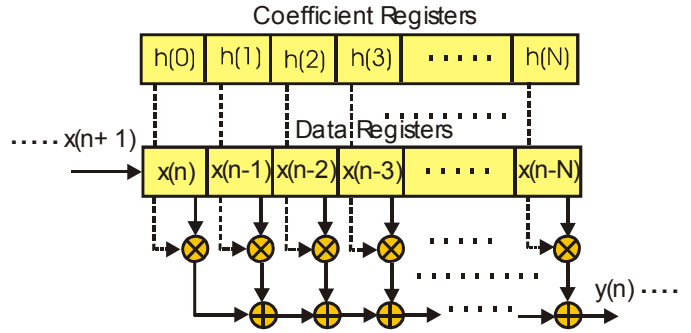 Coefficient Registers
h(0) h(1) h(2) h(3) ..... h(N)
.........
Data Registers
..... x(n+ 1)
x(n) x(n-1) x(n-2) x(n-3) ..... x(n-N)
.....
.........
y(n) ....
.....